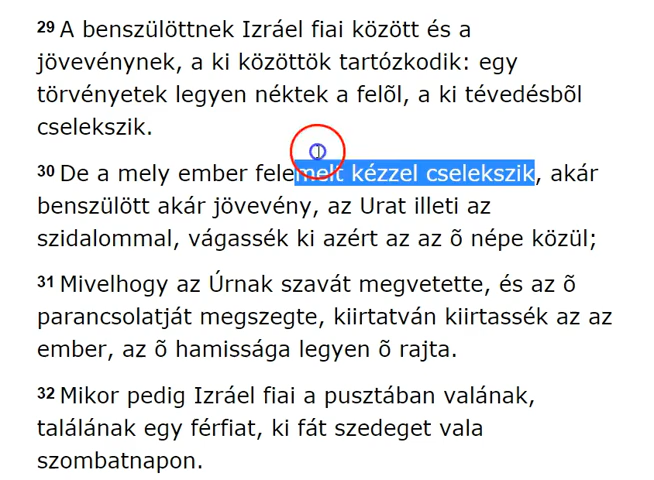 29 A benszülöttnek Izráel fiai között és a
jövevénynek, a ki közöttök tartózkodik: egy
törvényetek legyen néktek a felõl, a ki tévedésbõl
cselekszik.
30 De a mely ember felemelt kézzel cselekszik, akár
benszülött akár jövevény, az Urat illeti az
szidalommal, vágassék ki azért az az õ népe közül;
31 Mivelhogy az Úrnak szavát megvetette, és az õ
parancsolatját megszegte, kiirtatván kiirtassék az az
ember, az õ hamissága legyen õ rajta.
32 Mikor pedig Izráel fiai a pusztában valának,
találának egy férfiat, ki fát szedeget vala
szombatnapon.